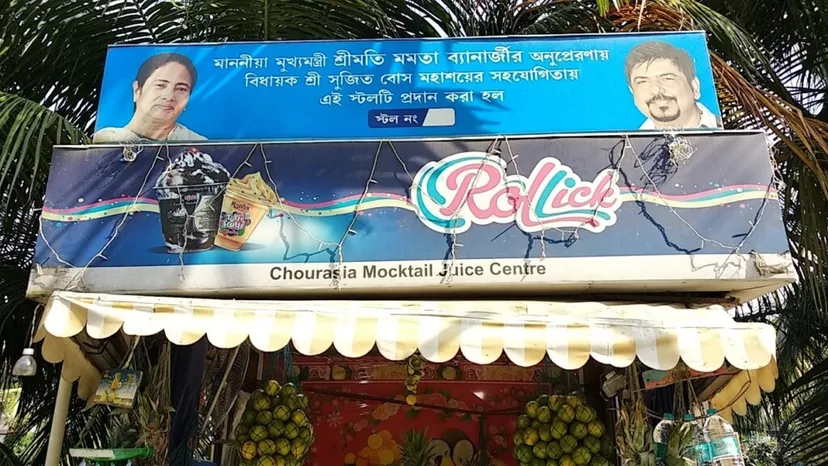 মাননীয়া মুখ্যমন্ত্রী শ্রীমতি মমতা ব্যানার্জীর অনুপ্রেরণায়
বিধায়ক শ্রী সুজিত বোস মহাশয়ের সহযোগিতায়
এই স্টলটি প্রদান করা হল
স্টল নং
RolLick
Chourasia Mocktail Juice Centre